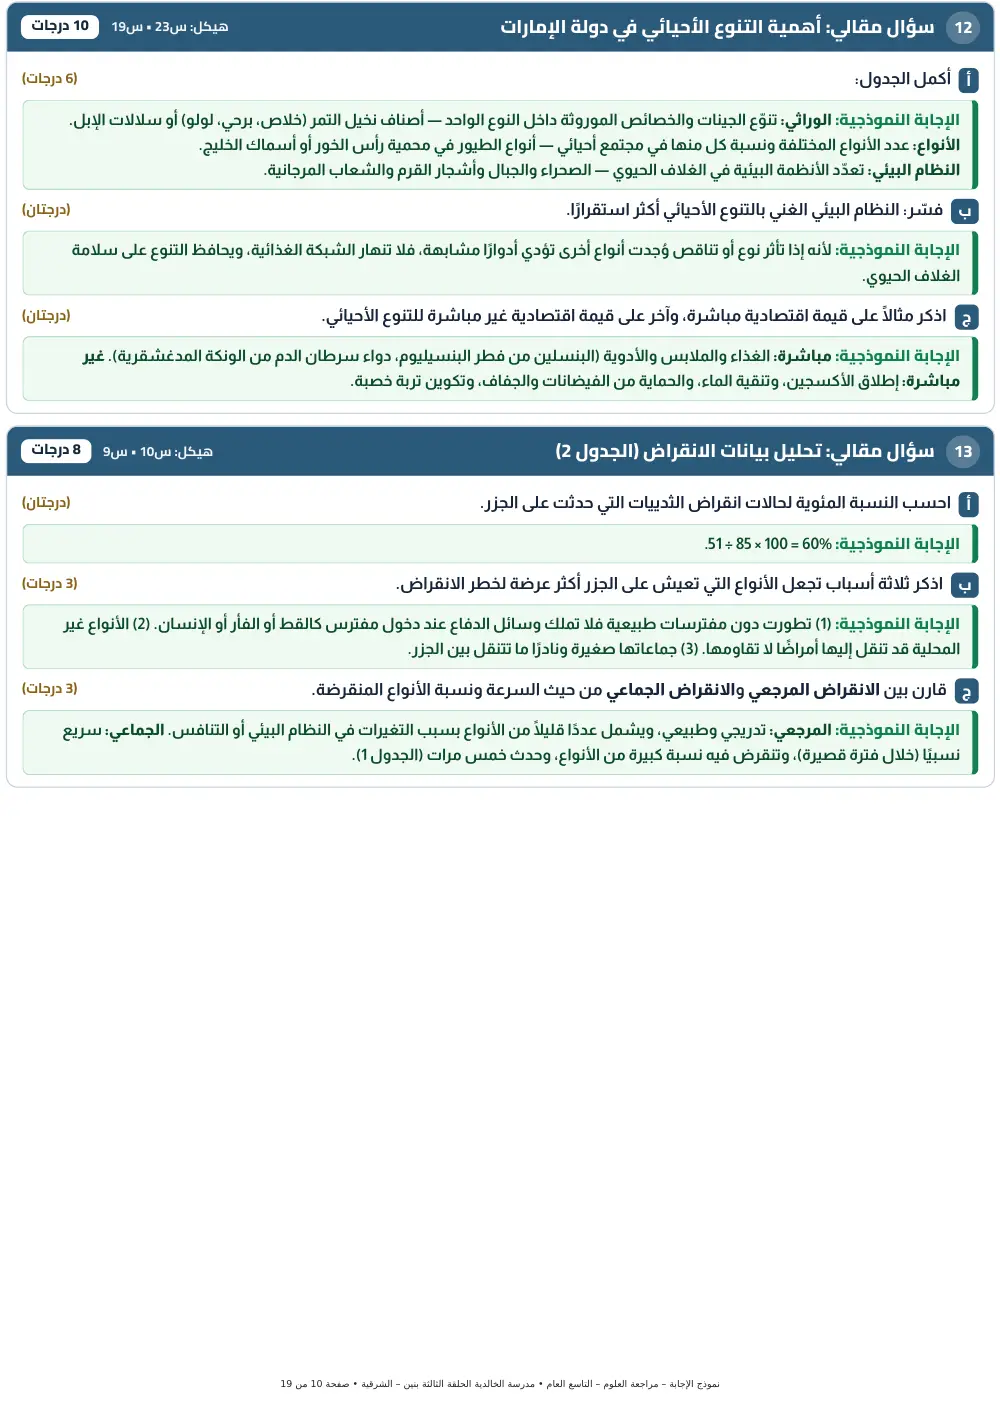 12 سؤال مقالي: أهمية التنوع الأحيائي في دولة الإمارات هيكل: س23 • س19 10 درجات
أ أكمل الجدول: (6 درجات)
الإجابة النموذجية: الوراثي: تنوّع الجينات والخصائص الموروثة داخل النوع الواحد — أصناف نخيل التمر (خلاص، برحي، لولو) أو سلالات الإبل.
الأنواع: عدد الأنواع المختلفة ونسبة كل منها في مجتمع أحيائي — أنواع الطيور في محمية رأس الخور أو أسماك الخليج.
النظام البيئي: تعدّد الأنظمة البيئية في الغلاف الحيوي — الصحراء والجبال وأشجار القرم والشعاب المرجانية.
ب فسّر: النظام البيئي الغني بالتنوع الأحيائي أكثر استقرارًا. (درجتان)
الإجابة النموذجية: لأنه إذا تأثر نوع أو تناقص وُجدت أنواع أخرى تؤدي أدوارًا مشابهة، فلا تنهار الشبكة الغذائية، ويحافظ التنوع على سلامة
الغلاف الحيوي.
ج اذكر مثالًا على قيمة اقتصادية مباشرة، وآخر على قيمة اقتصادية غير مباشرة للتنوع الأحيائي. (درجتان)
الإجابة النموذجية: مباشرة: الغذاء والملابس والأدوية (البنسلين من فطر البنسيليوم، دواء سرطان الدم من الونكة المدغشقرية). غير
مباشرة: إطلاق الأكسجين، وتنقية الماء، والحماية من الفيضانات والجفاف، وتكوين تربة خصبة.
13 سؤال مقالي: تحليل بيانات الانقراض (الجدول 2) هيكل: س10 • س9 8 درجات
أ احسب النسبة المئوية لحالات انقراض الثدييات التي حدثت على الجزر. (درجتان)
الإجابة النموذجية: 51 ÷ 85 × 100 = 60%.
ب اذكر ثلاثة أسباب تجعل الأنواع التي تعيش على الجزر أكثر عرضة لخطر الانقراض. (3 درجات)
الإجابة النموذجية: (1) تطورت دون مفترسات طبيعية فلا تملك وسائل الدفاع عند دخول مفترس كالقط أو الفأر أو الإنسان. (2) الأنواع غير
المحلية قد تنقل إليها أمراضًا لا تقاومها. (3) جماعاتها صغيرة ونادرًا ما تتنقل بين الجزر.
ج قارن بين الانقراض المرجعي والانقراض الجماعي من حيث السرعة ونسبة الأنواع المنقرضة. (3 درجات)
الإجابة النموذجية: المرجعي: تدريجي وطبيعي، ويشمل عددًا قليلًا من الأنواع بسبب التغيرات في النظام البيئي أو التنافس. الجماعي: سريع
نسبيًا (خلال فترة قصيرة)، وتنقرض فيه نسبة كبيرة من الأنواع، وحدث خمس مرات (الجدول 1).
نموذج الإجابة – مراجعة العلوم – التاسع العام • مدرسة الخالدية الحلقة الثالثة بنين – الشرقية • صفحة 10 من 19